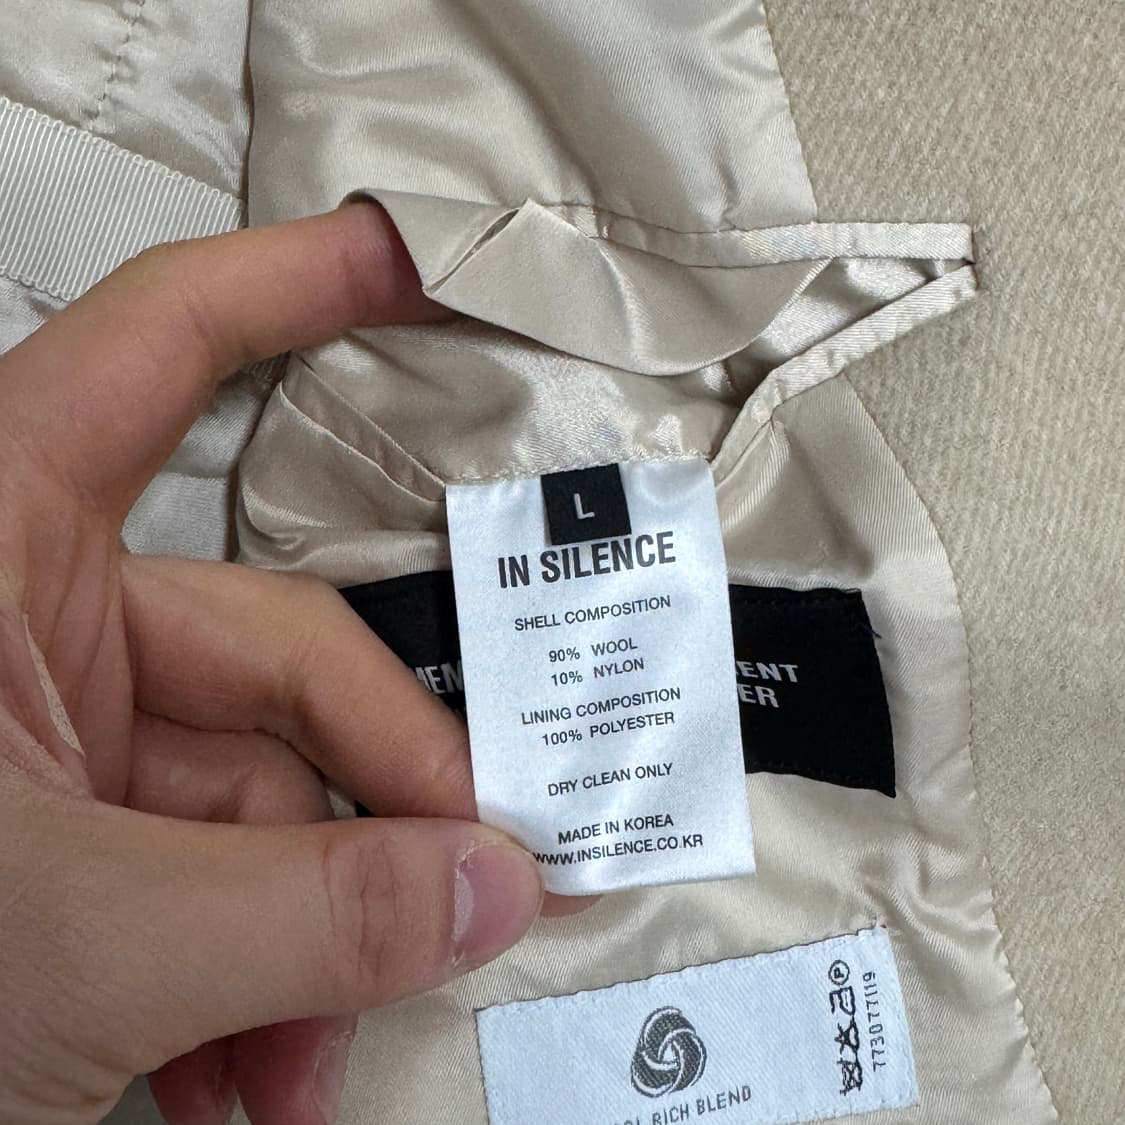 L
IN SILENCE
SHELL COMPOSITION
90% WOOL
10% NYLON
LINING COMPOSITION
100% POLYESTER
DRY CLEAN ONLY
MADE IN KOREA
WWW.INSILENCE.CO.KR
RICH BLEND
P
773077119